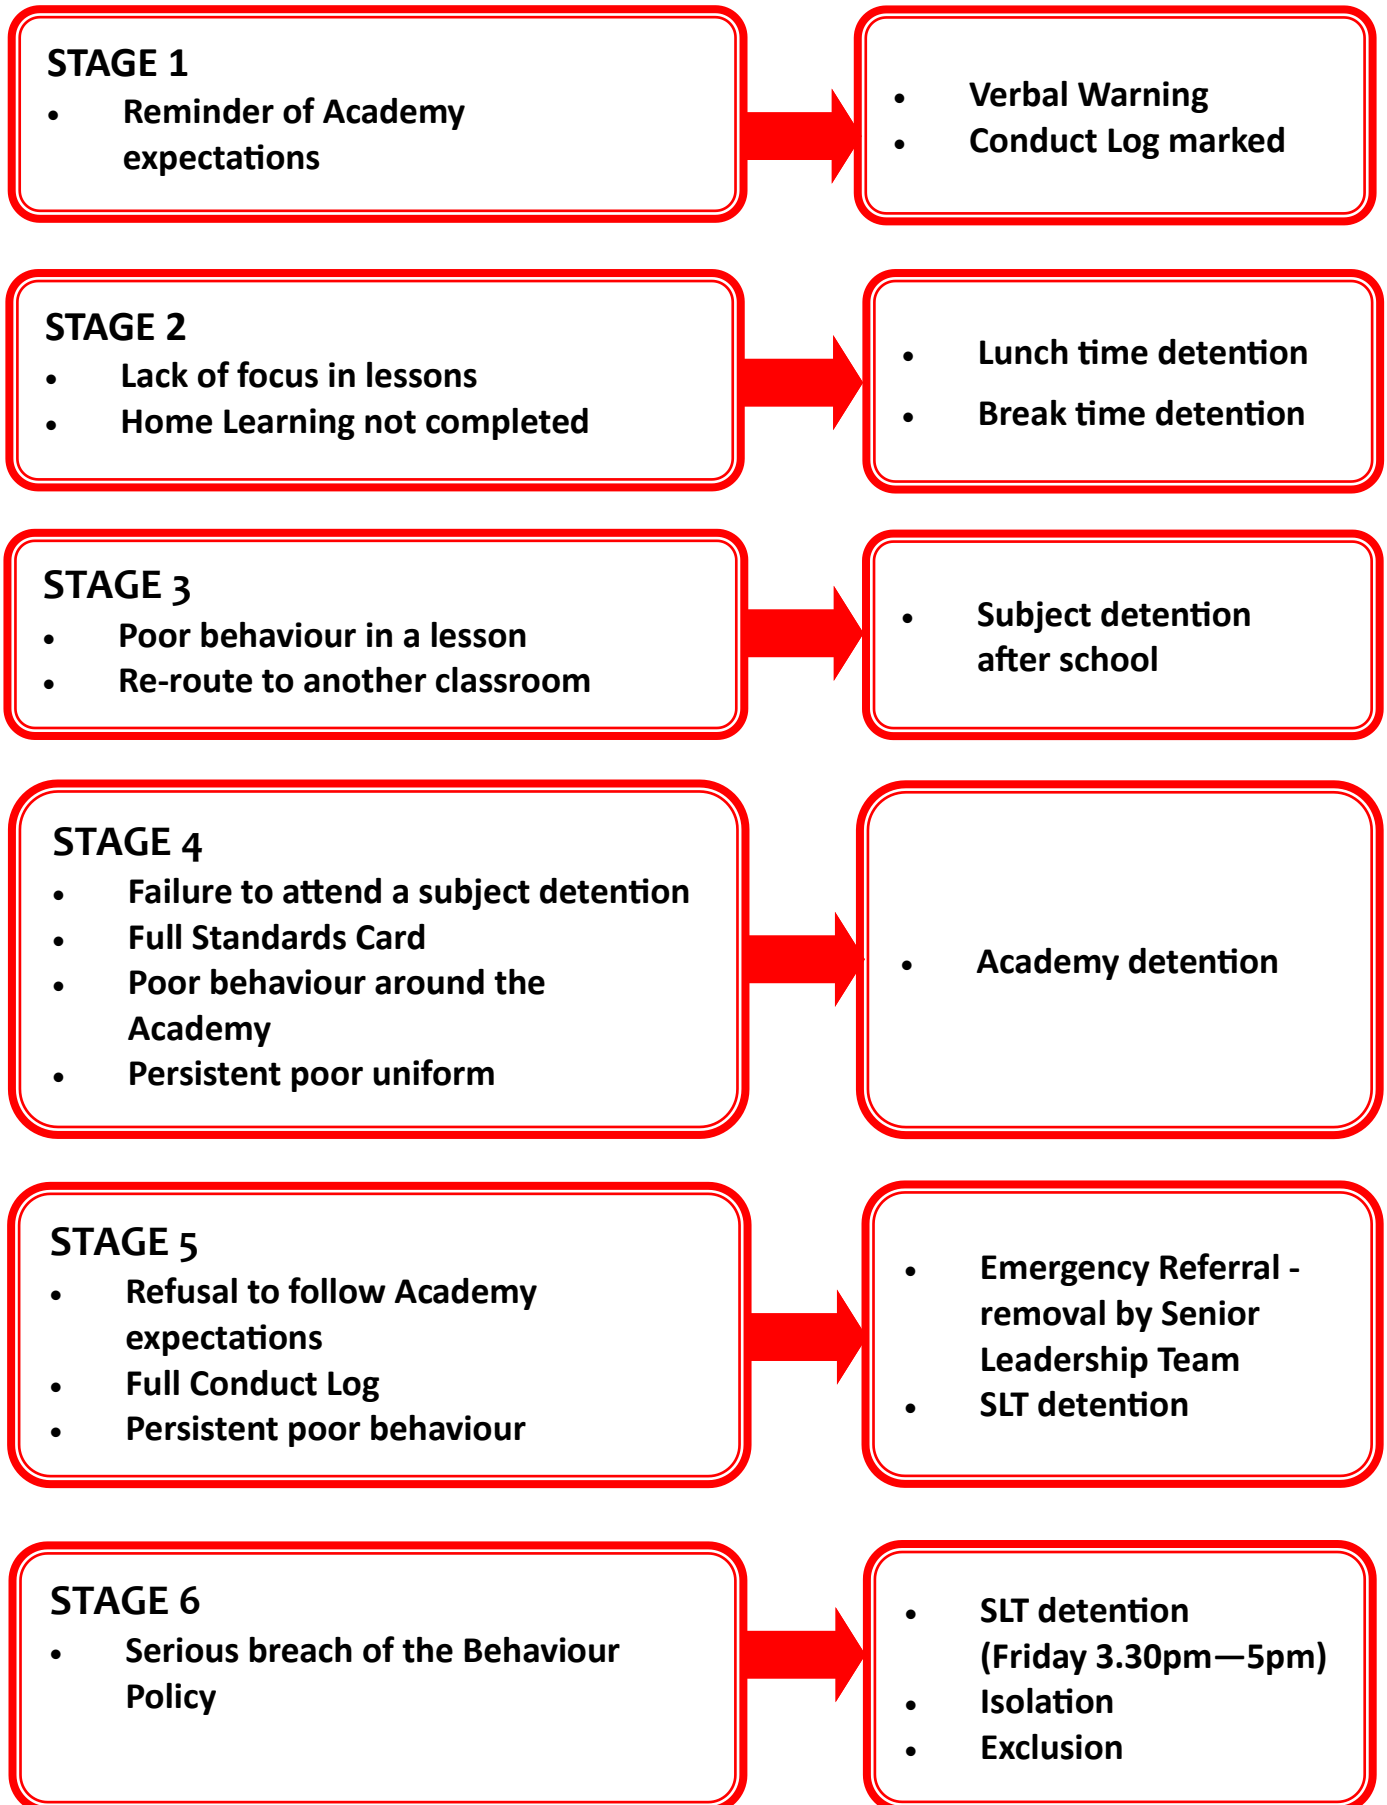 STAGE 1
• Reminder of Academy
expectations
• Verbal Warning
• Conduct Log marked
STAGE 2
• Lack of focus in lessons
• Home Learning not completed
• Lunch time detention
• Break time detention
STAGE 3
• Poor behaviour in a lesson
• Re-route to another classroom
• Subject detention
after school
STAGE 4
• Failure to attend a subject detention
• Full Standards Card
• Poor behaviour around the
Academy
• Persistent poor uniform
• Academy detention
STAGE 5
• Refusal to follow Academy
expectations
• Full Conduct Log
• Persistent poor behaviour
• Emergency Referral -
removal by Senior
Leadership Team
• SLT detention
STAGE 6
• Serious breach of the Behaviour
Policy
• SLT detention
(Friday 3.30pm—5pm)
• Isolation
• Exclusion